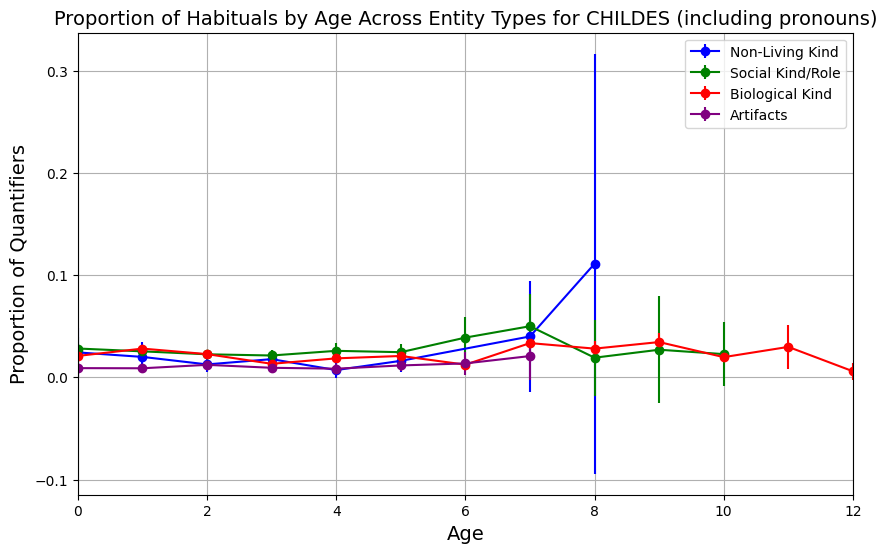 Proportion of Habituals by Age Across Entity Types for CHILDES (including pronouns)
Non-Living Kind
Social Kind/Role
Biological Kind
Artifacts
Proportion of Quantifiers
0.3
0.2
0.1
0.0
−0.1
0 2 4 6 8 10 12
Age